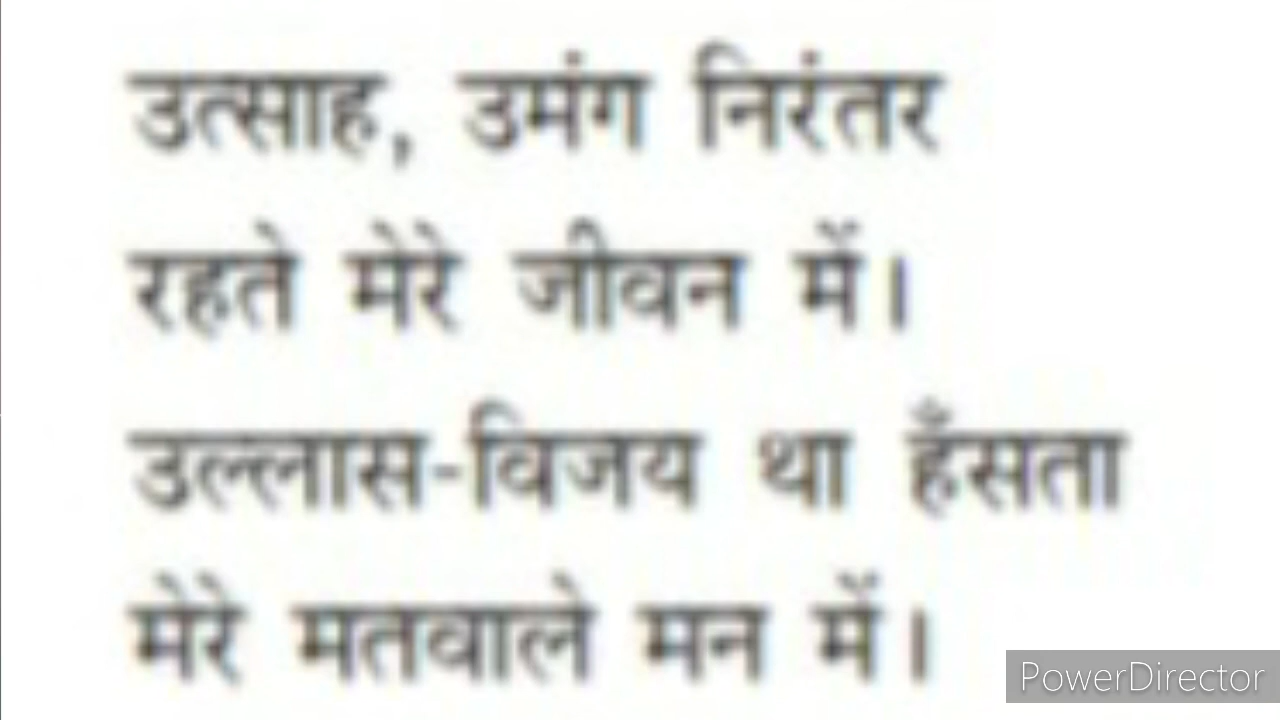 उत्साह, उमंग निरंतर
रहते मेरे जीवन में।
उल्लास-विजय था हँसता
मेरे मतवाले मन में।
PowerDirector